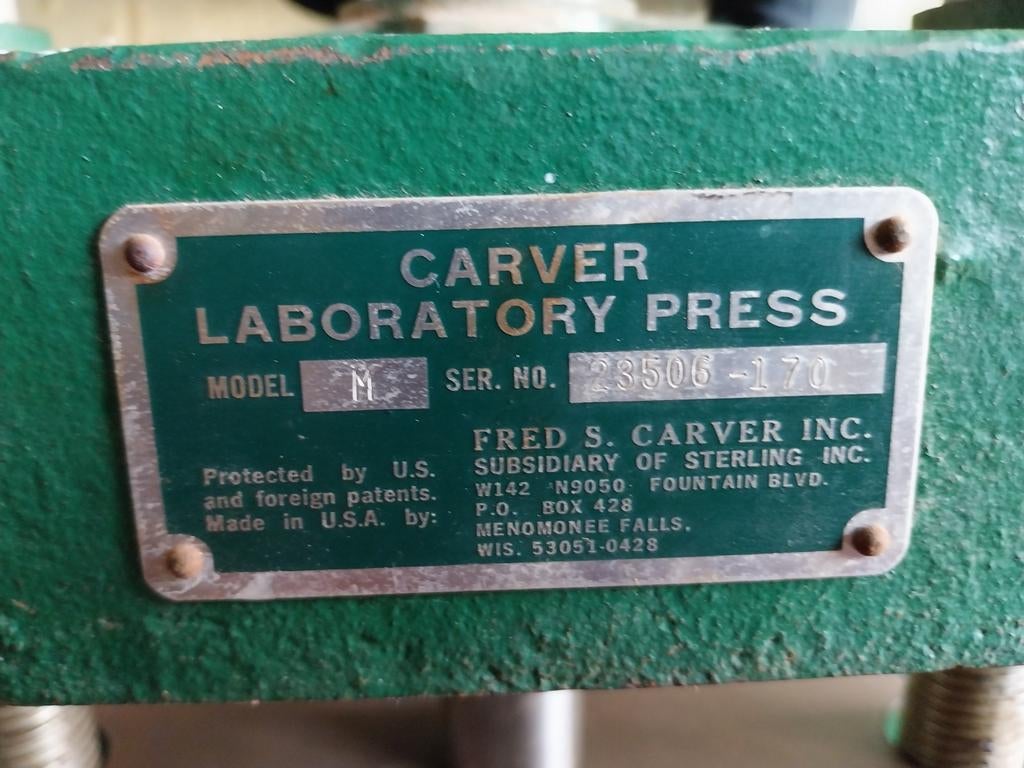 CARVER
LABORATORY PRESS
MODEL M SER. NO. 23506-170
Protected by U.S.
and foreign patents.
Made in U.S.A. by:
FRED S. CARVER INC.
SUBSIDIARY OF STERLING INC.
W142 N9050 FOUNTAIN BLVD.
P.O. BOX 428
MENOMONEE FALLS,
WIS. 53051-0428